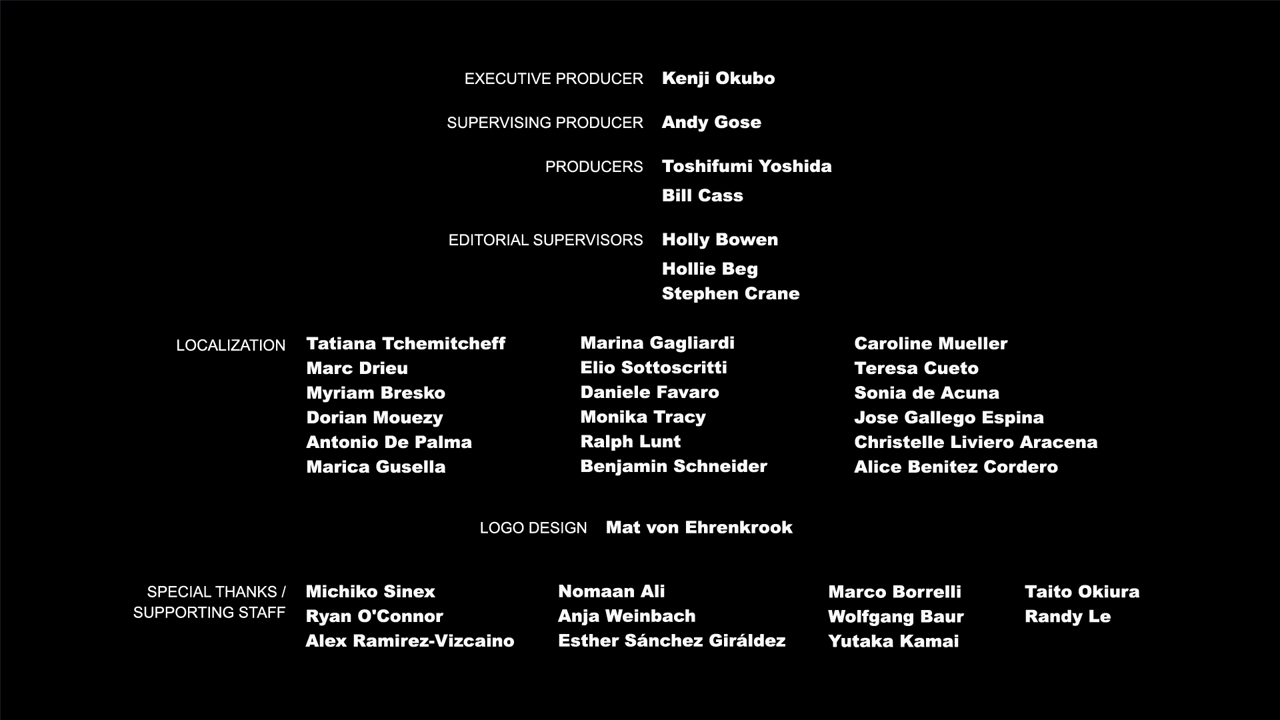 EXECUTIVE PRODUCER Kenji Okubo
SUPERVISING PRODUCER Andy Gose
PRODUCERS Toshifumi Yoshida
Bill Cass
EDITORIAL SUPERVISORS Holly Bowen
Hollie Beg
Stephen Crane
LOCALIZATION Tatiana Tchemitcheff Marina Gagliardi Caroline Mueller
Marc Drieu Elio Sottoscritti Teresa Cueto
Myriam Bresko Daniele Favaro Sonia de Acuna
Dorian Mouezy Monika Tracy Jose Gallego Espina
Antonio De Palma Ralph Lunt Christelle Liviero Aracena
Marica Gusella Benjamin Schneider Alice Benitez Cordero
LOGO DESIGN Mat von Ehrenkrook
SPECIAL THANKS / Michiko Sinex Nomaan Ali Marco Borrelli Taito Okiura
SUPPORTING STAFF Ryan O'Connor Anja Weinbach Wolfgang Baur Randy Le
Alex Ramirez-Vizcaino Esther Sánchez Giráldez Yutaka Kamai